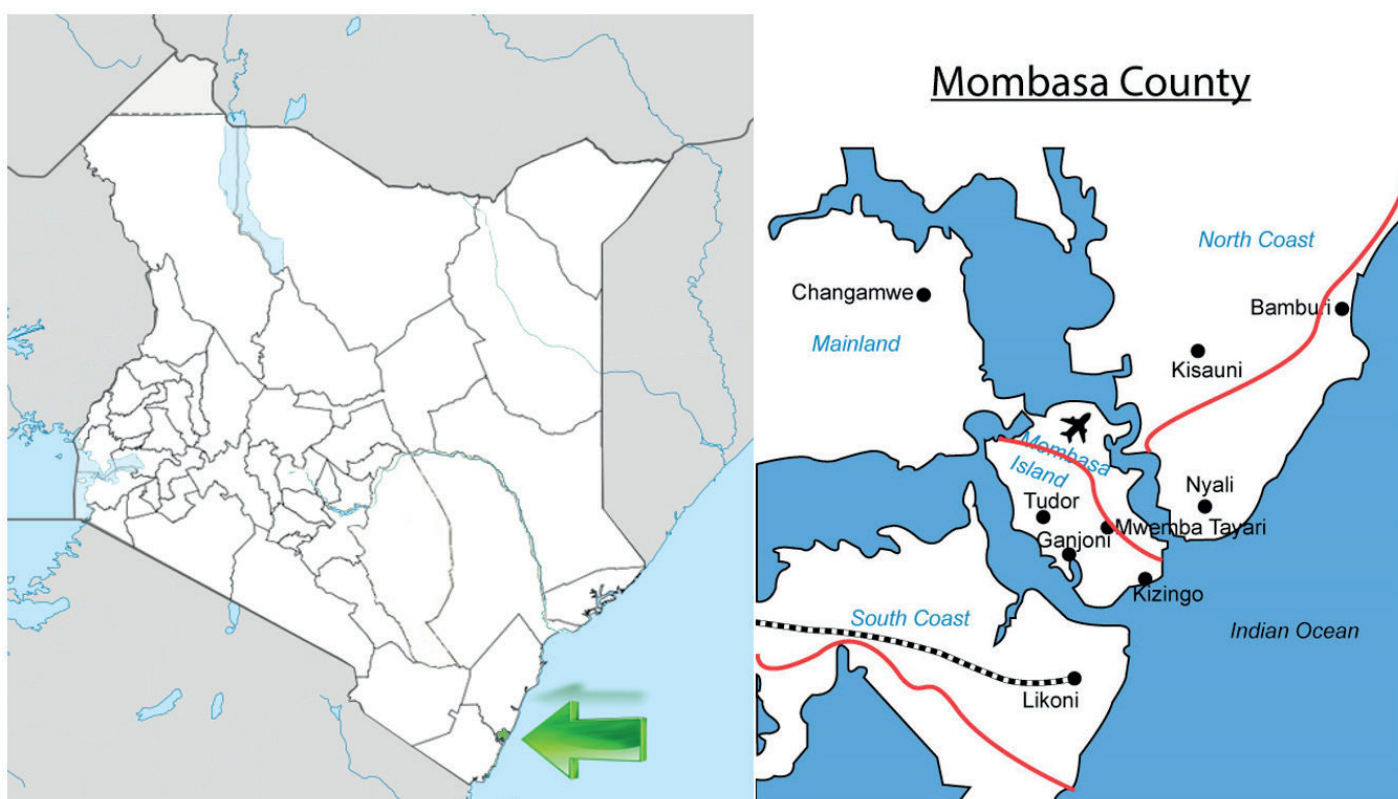 Mombasa County
North Coast
Changamwe
Bamburi
Mainland
Kisauni
Mombasa
Island
Nyali
Tudor
Mwemba Tayari
Ganjoni
Kizingo
South Coast
Indian Ocean
Likoni